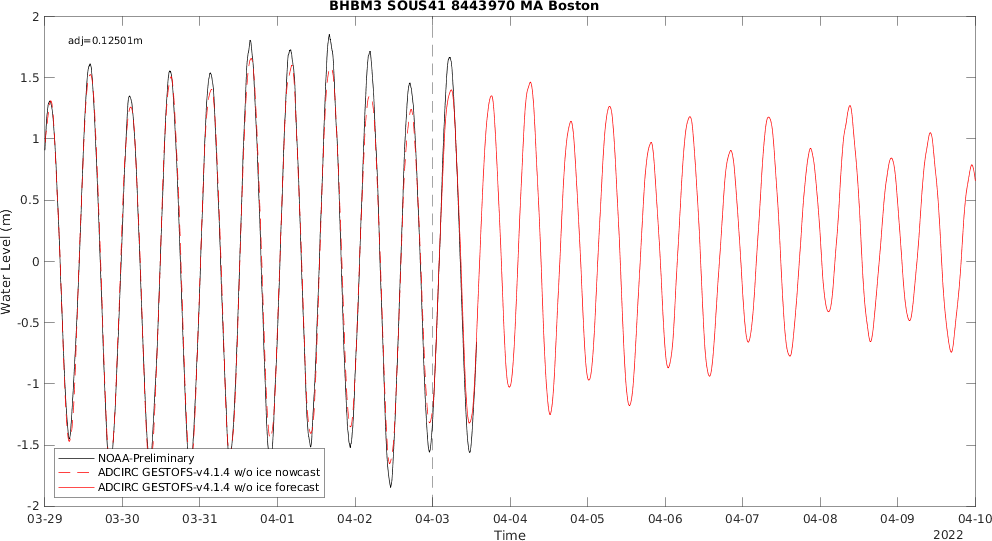 BHBM3 SOUS41 8443970 MA Boston
adj=0.12501m
Water Level (m)
2
1.5
1
0.5
0
-0.5
-1
-1.5
-2
NOAA-Preliminary
ADCIRC GESTOFS-v4.1.4 w/o ice nowcast
ADCIRC GESTOFS-v4.1.4 w/o ice forecast
03-29 03-30 03-31 04-01 04-02 04-03 04-04 04-05 04-06 04-07 04-08 04-09 04-10
Time
2022